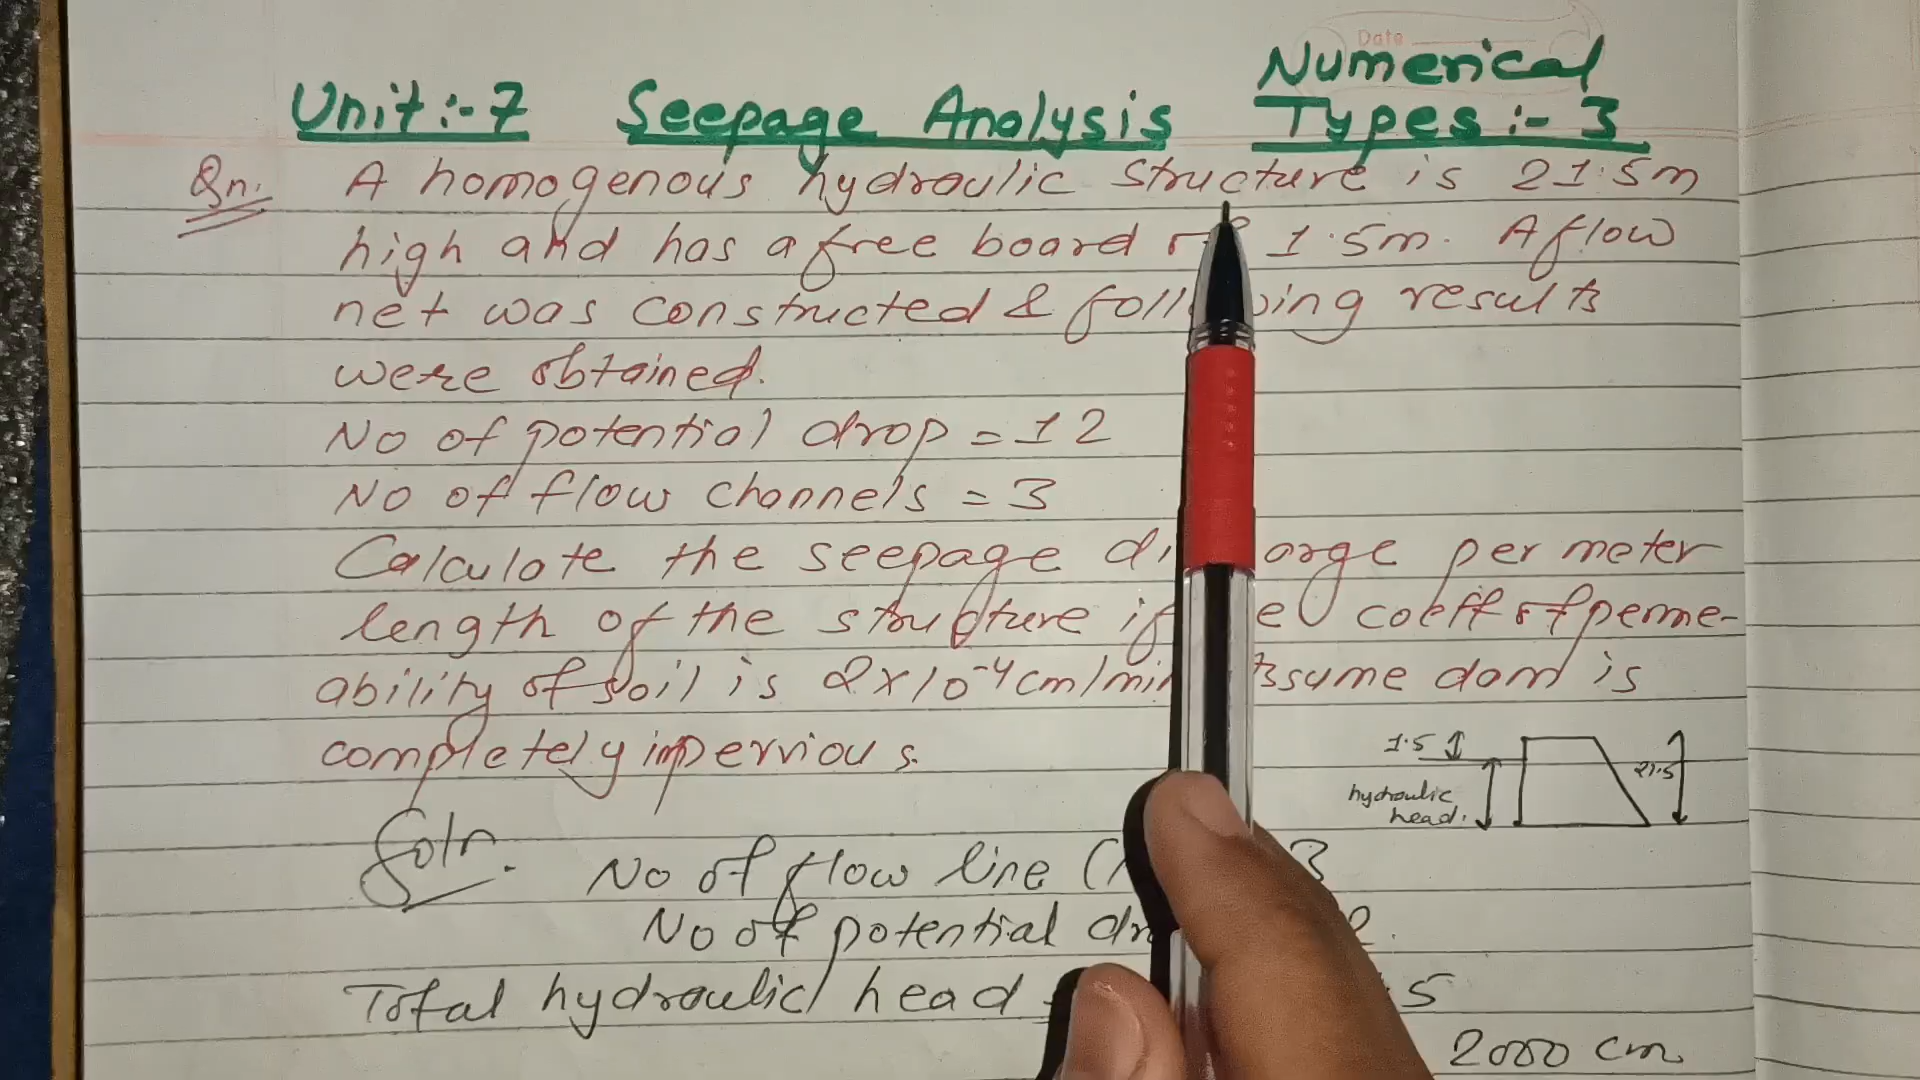 Date
Numerical
Unit:-7 Seepage Analysis Types:-3
Qn. A homogenous hydraulic structure is 21.5m
high and has a free board 1.5m. A flow
net was constructed & results
were obtained.
No of potential drop = 12
No of flow channels = 3
Calculate the seepage per meter
length of the structure if coeff of perme-
ability of soil is 2x10⁻⁴cm/min dam is
completely impervious.
1.5
21.5
hydraulic
head.
Soln. No of flow line 3
No of potential
Total hydraulic head
2000 cm